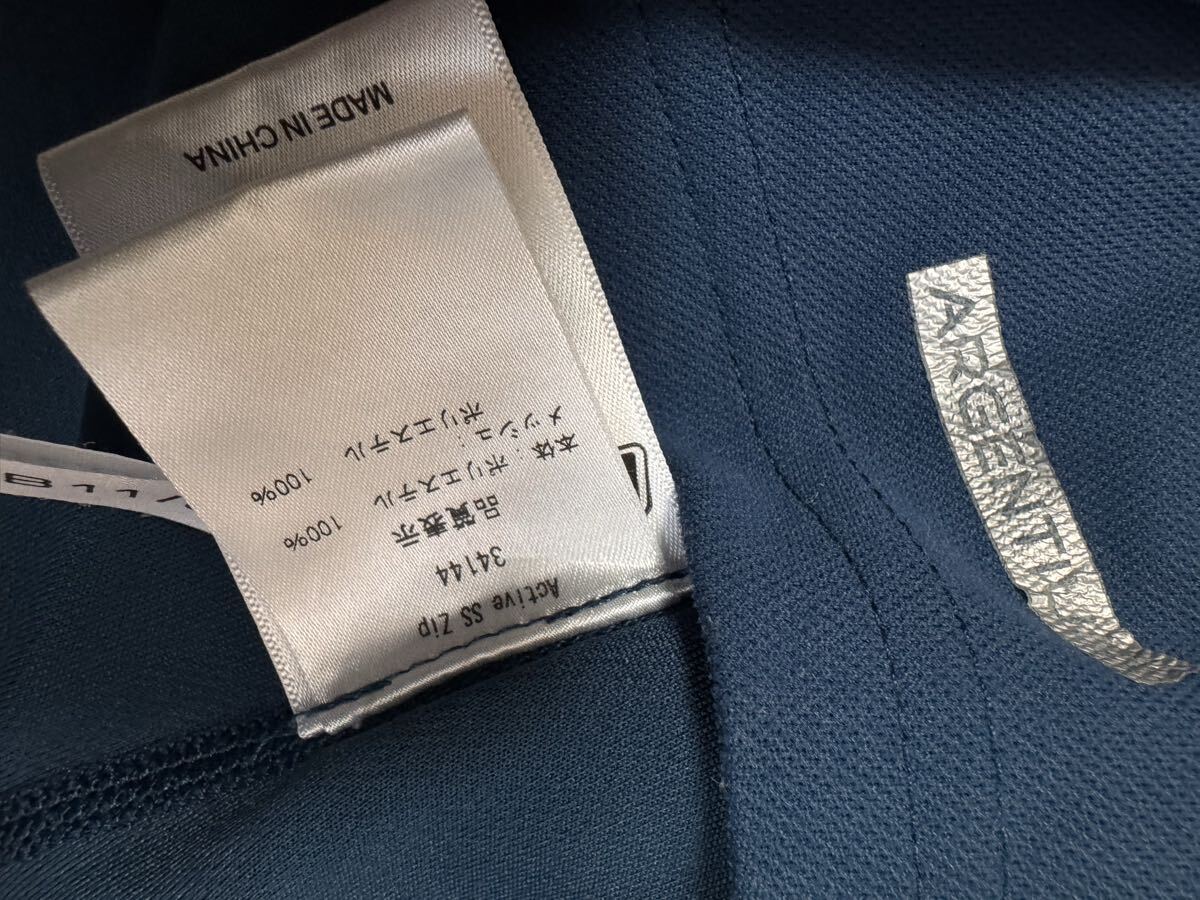 MADE IN CHINA
Active SS Zip
34144
品質表示
本体：ポリエステル 100%
メッシュ：
ポリエステル 100%